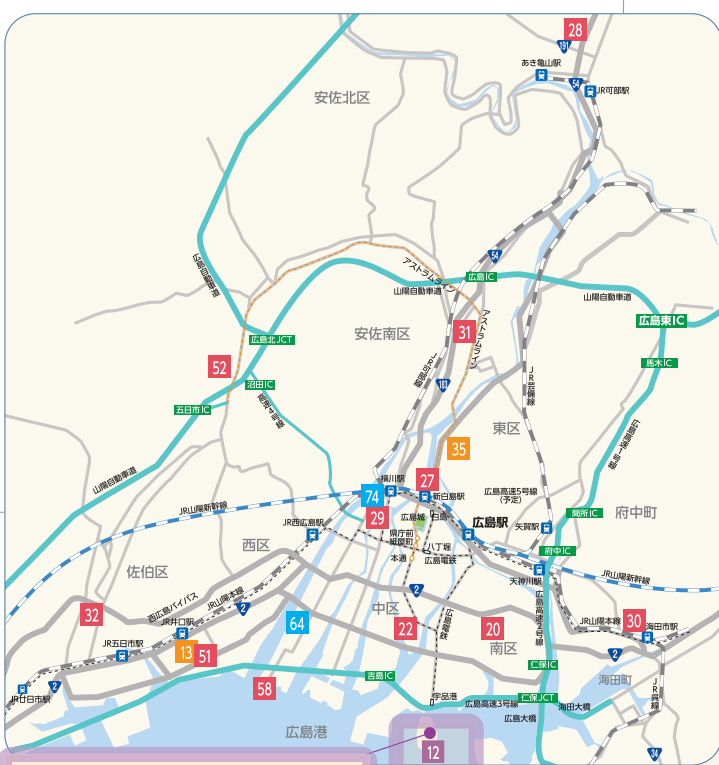 28
191
あき亀山駅
54
JR可部駅
安佐北区
広島自動車道
54
アストラムライン
広島IC
山陽自動車道
山陽自動車道
広島東IC
アストラムライン
31
安佐南区
広島北JCT
馬木IC
52
沼田IC
JR可部線
183
JR芸備線
五日市IC
高速4号線
東区
35
広島高速1号線
山陽自動車道
横川駅
27
74
新白島駅
広島高速5号線
(予定)
JR山陽新幹線
29
広島城
白島
広島駅
矢賀駅
間所IC
府中町
JR西広島駅
県庁前
紙屋町
八丁堀
本通
広島電鉄
府中IC
西区
佐伯区
天神川駅
JR山陽新幹線
西広島バイパス
JR山陽本線
2
2
中区
広島電鉄
広島高速2号線
32
JR井口駅
64
22
20
JR山陽本線
30
海田市駅
JR五日市駅
13
51
南区
2
仁保IC
海田町
JR廿日市駅
2
58
吉島IC
宇品港
広島高速3号線
仁保JCT
海田大橋
JR呉線
広島港
広島大橋
12
34